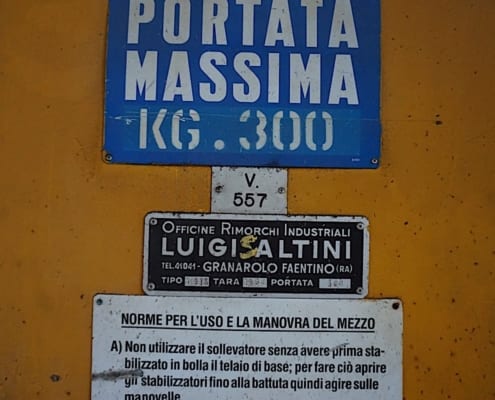 PORTATA
MASSIMA
KG. 300
V.
557
OFFICINE RIMORCHI INDUSTRIALI
LUIGI SALTINI
TEL. 41041 - GRANAROLO FAENTINO (RA)
TIPO TARA PORTATA
NORME PER L'USO E LA MANOVRA DEL MEZZO
A) Non utilizzare il sollevatore senza avere prima sta-
bilizzato in bolla il telaio di base; per fare ciò aprire
gli stabilizzatori fino alla battuta quindi agire sulle
manovelle